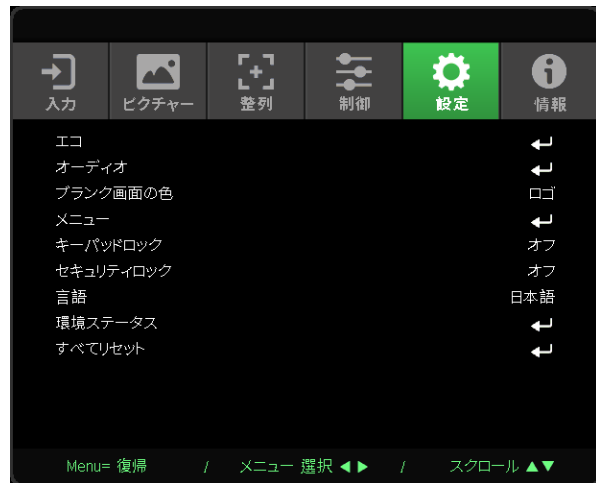 入力 ピクチャー 整列 制御 設定 情報
エコ
オーディオ
ブランク画面の色 ロゴ
メニュー
キーパッドロック オフ
セキュリティロック オフ
言語 日本語
環境ステータス
すべてリセット
Menu= 復帰 / メニュー 選択 ◀ ▶ / スクロール ▲▼